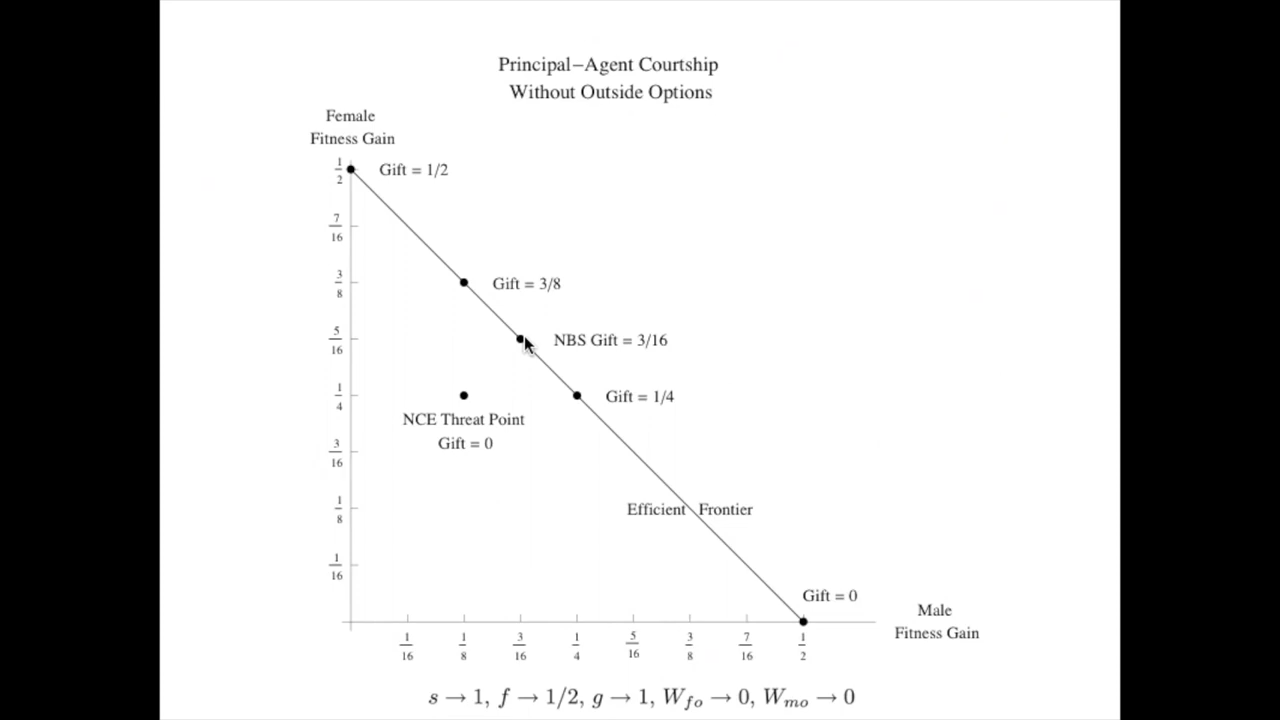 Principal–Agent Courtship
Without Outside Options
Female
Fitness Gain
1/2
Gift = 1/2
7/16
3/8
Gift = 3/8
5/16
NBS Gift = 3/16
1/4
Gift = 1/4
NCE Threat Point
Gift = 0
3/16
1/8
Efficient Frontier
1/16
Gift = 0
Male
Fitness Gain
1/16 1/8 3/16 1/4 5/16 3/8 7/16 1/2
s → 1, f → 1/2, g → 1, W_fo → 0, W_mo → 0